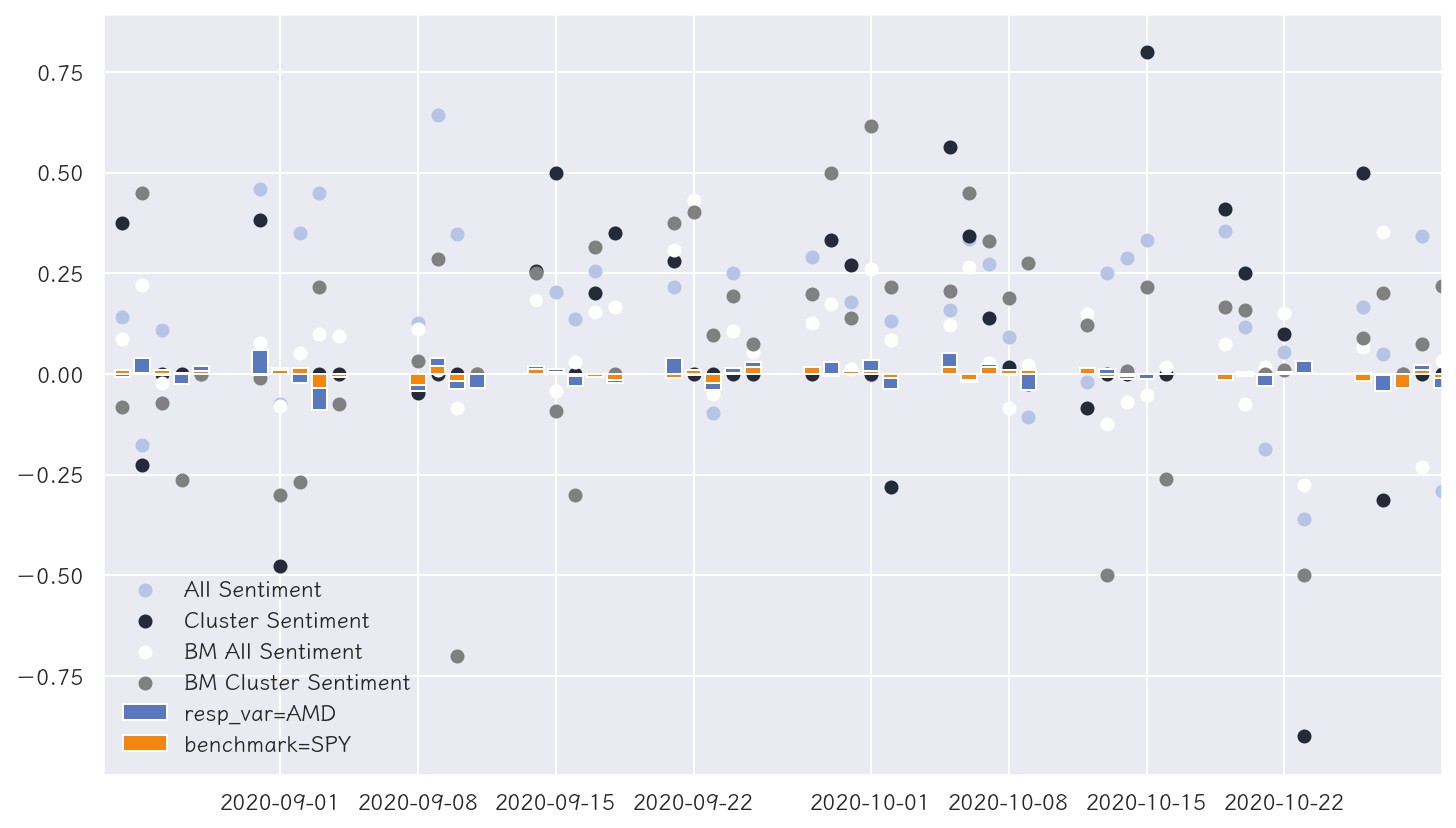 0.75
0.50
0.25
0.00
−0.25
−0.50
−0.75
All Sentiment
Cluster Sentiment
BM All Sentiment
BM Cluster Sentiment
resp_var=AMD
benchmark=SPY
2020-09-01 2020-09-08 2020-09-15 2020-09-22 2020-10-01 2020-10-08 2020-10-15 2020-10-22